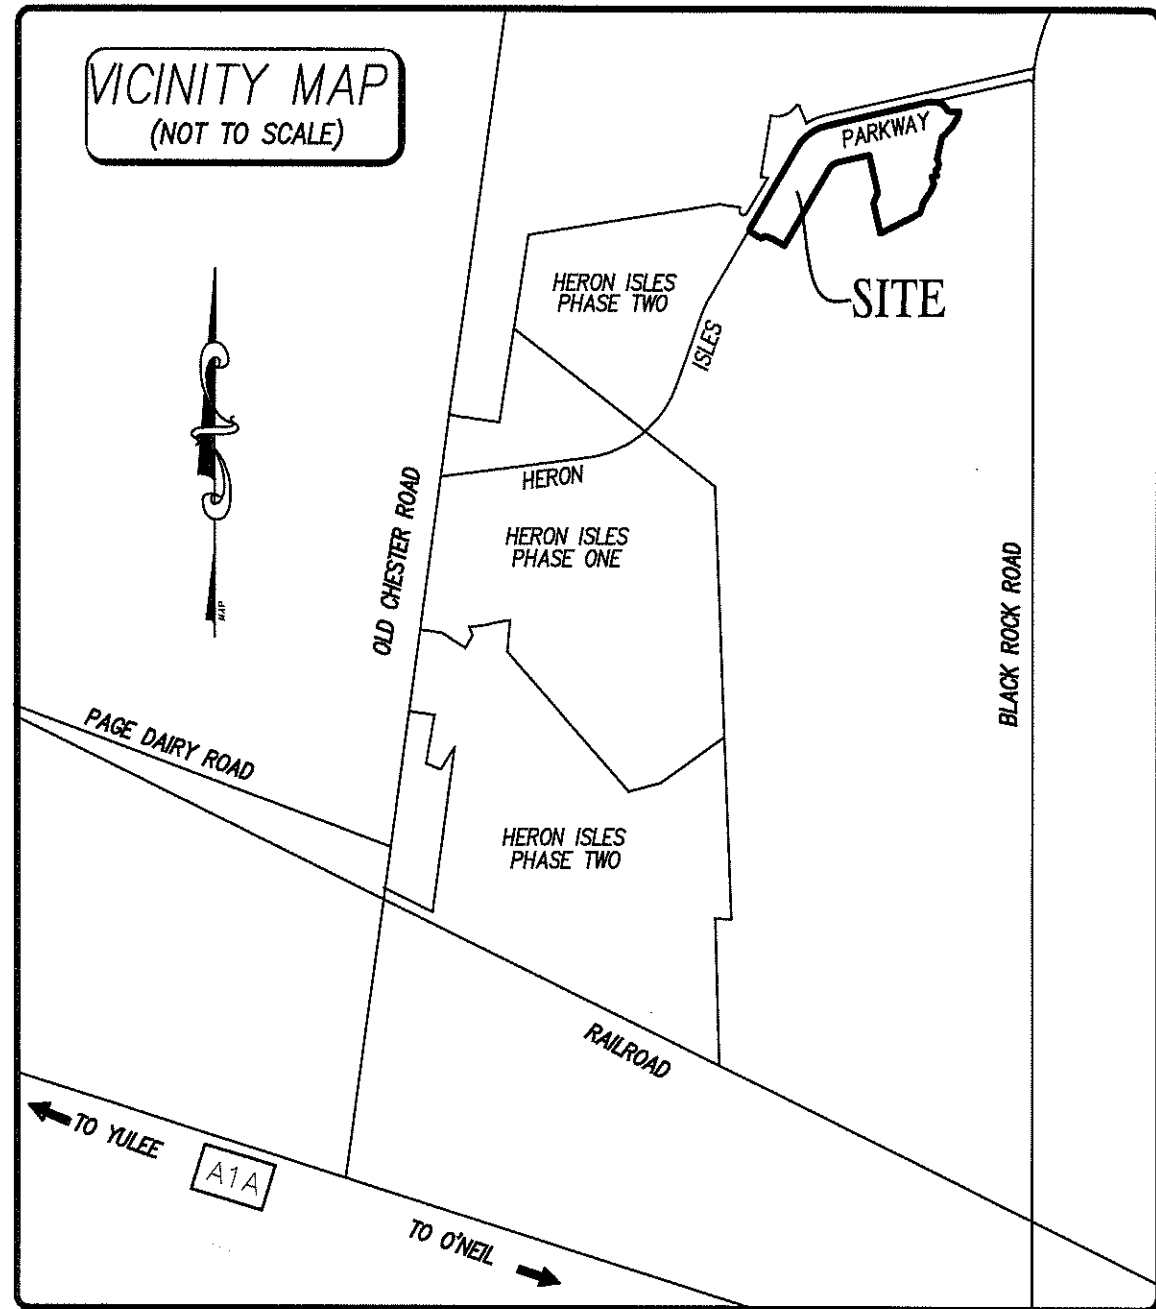 VICINITY MAP
(NOT TO SCALE)
PARKWAY
SITE
HERON ISLES
PHASE TWO
ISLES
HERON
OLD CHESTER ROAD
HERON ISLES
PHASE ONE
BLACK ROCK ROAD
MAP
PAGE DAIRY ROAD
HERON ISLES
PHASE TWO
RAILROAD
TO YULEE
A1A
TO O'NEIL